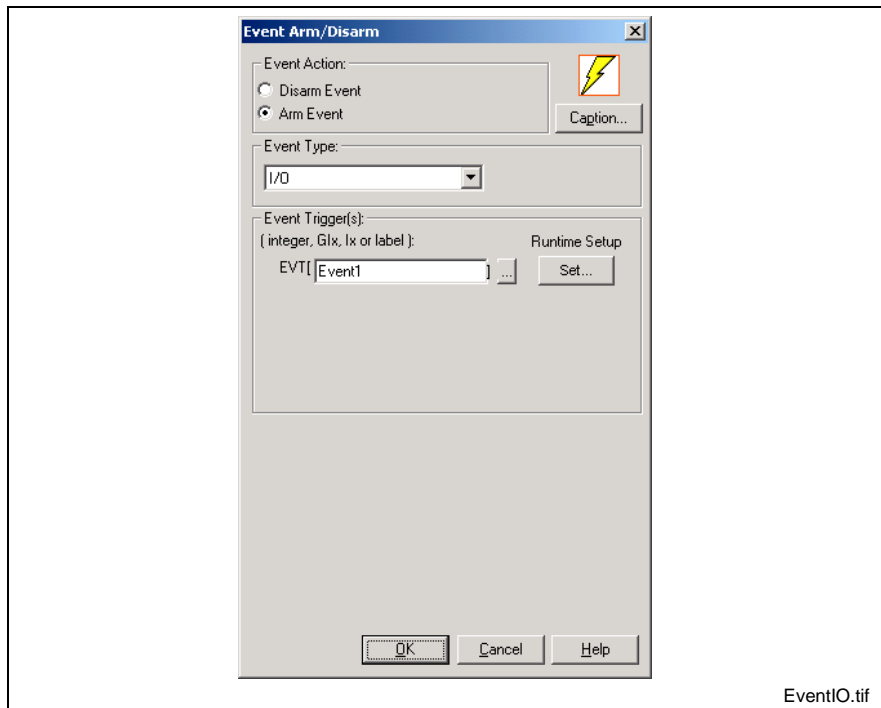 Event Arm/Disarm
Event Action:
Disarm Event
Arm Event
Caption...
Event Type:
I/O
Event Trigger(s):
( integer, GIx, Ix or label ):
Runtime Setup
EVT[ Event1 ] ... Set...
OK Cancel Help
EventIO.tif